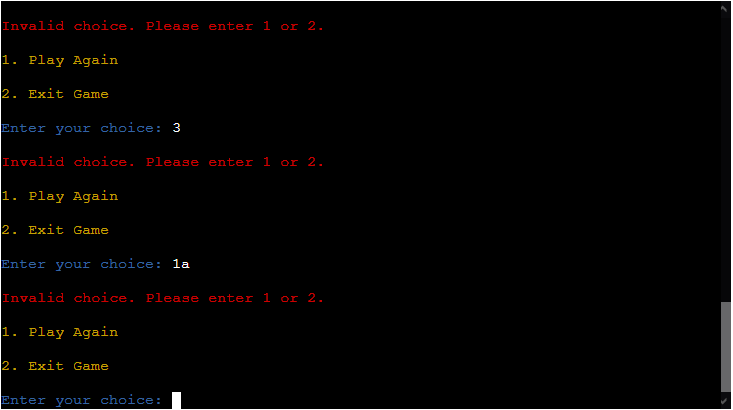 Invalid choice. Please enter 1 or 2.
1. Play Again
2. Exit Game
Enter your choice: 3
Invalid choice. Please enter 1 or 2.
1. Play Again
2. Exit Game
Enter your choice: 1a
Invalid choice. Please enter 1 or 2.
1. Play Again
2. Exit Game
Enter your choice: